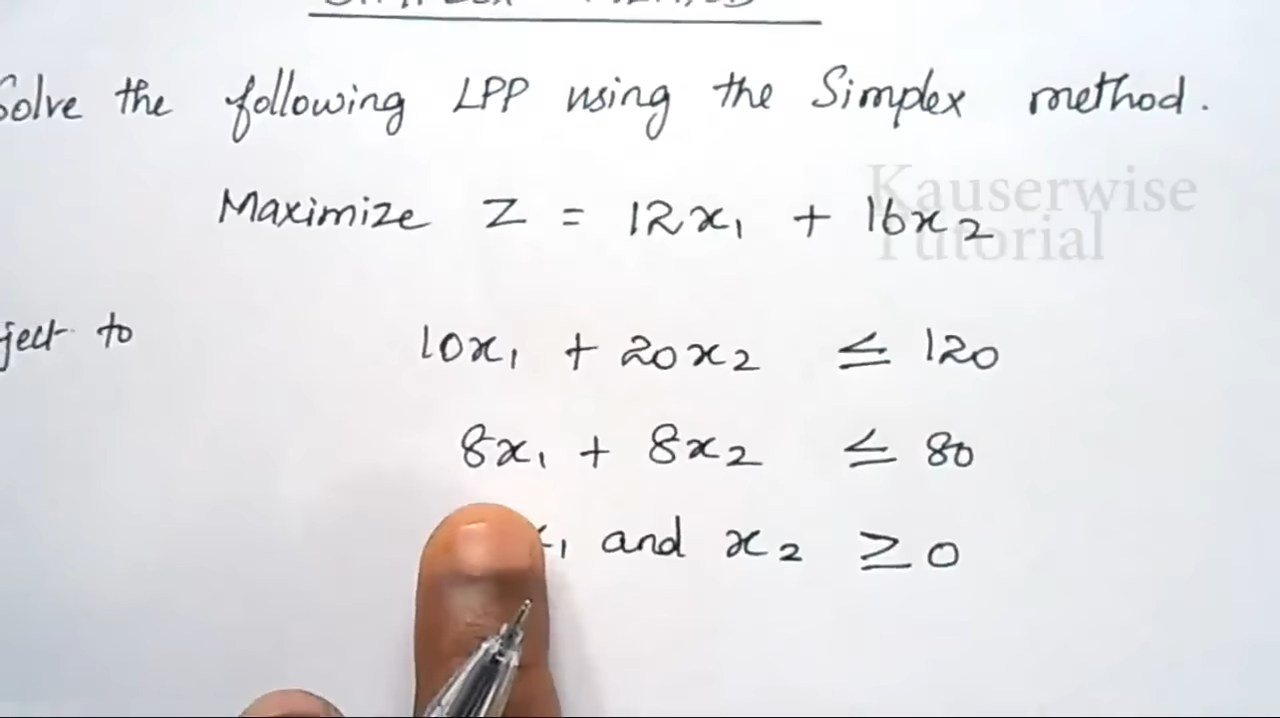 Solve the following LPP using the Simplex method.
Kauserwise
Tutorial
Maximize Z = 12x₁ + 16x₂
10x₁ + 20x₂ ≤ 120
to
8x₁ + 8x₂ ≤ 80
and x₂ ≥ 0